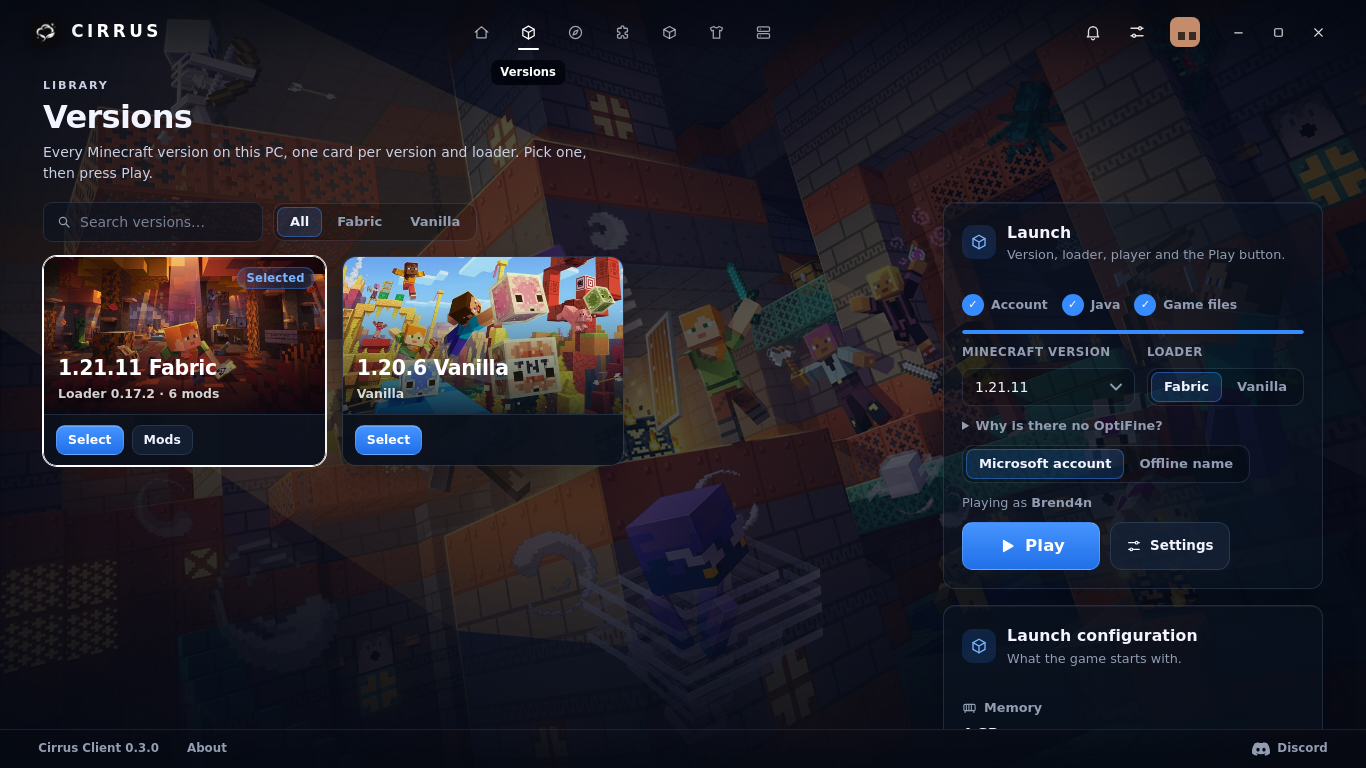 CIRRUS
Versions
LIBRARY
Versions
Every Minecraft version on this PC, one card per version and loader. Pick one,
then press Play.
Search versions...
All
Fabric
Vanilla
Selected
1.21.11 Fabric
Loader 0.17.2 · 6 mods
Select
Mods
TNT
1.20.6 Vanilla
Vanilla
Select
Launch
Version, loader, player and the Play button.
✓ Account ✓ Java ✓ Game files
MINECRAFT VERSION
LOADER
1.21.11
Fabric
Vanilla
Why is there no OptiFine?
Microsoft account
Offline name
Playing as Brend4n
Play
Settings
Launch configuration
What the game starts with.
Memory
Cirrus Client 0.3.0
About
Discord